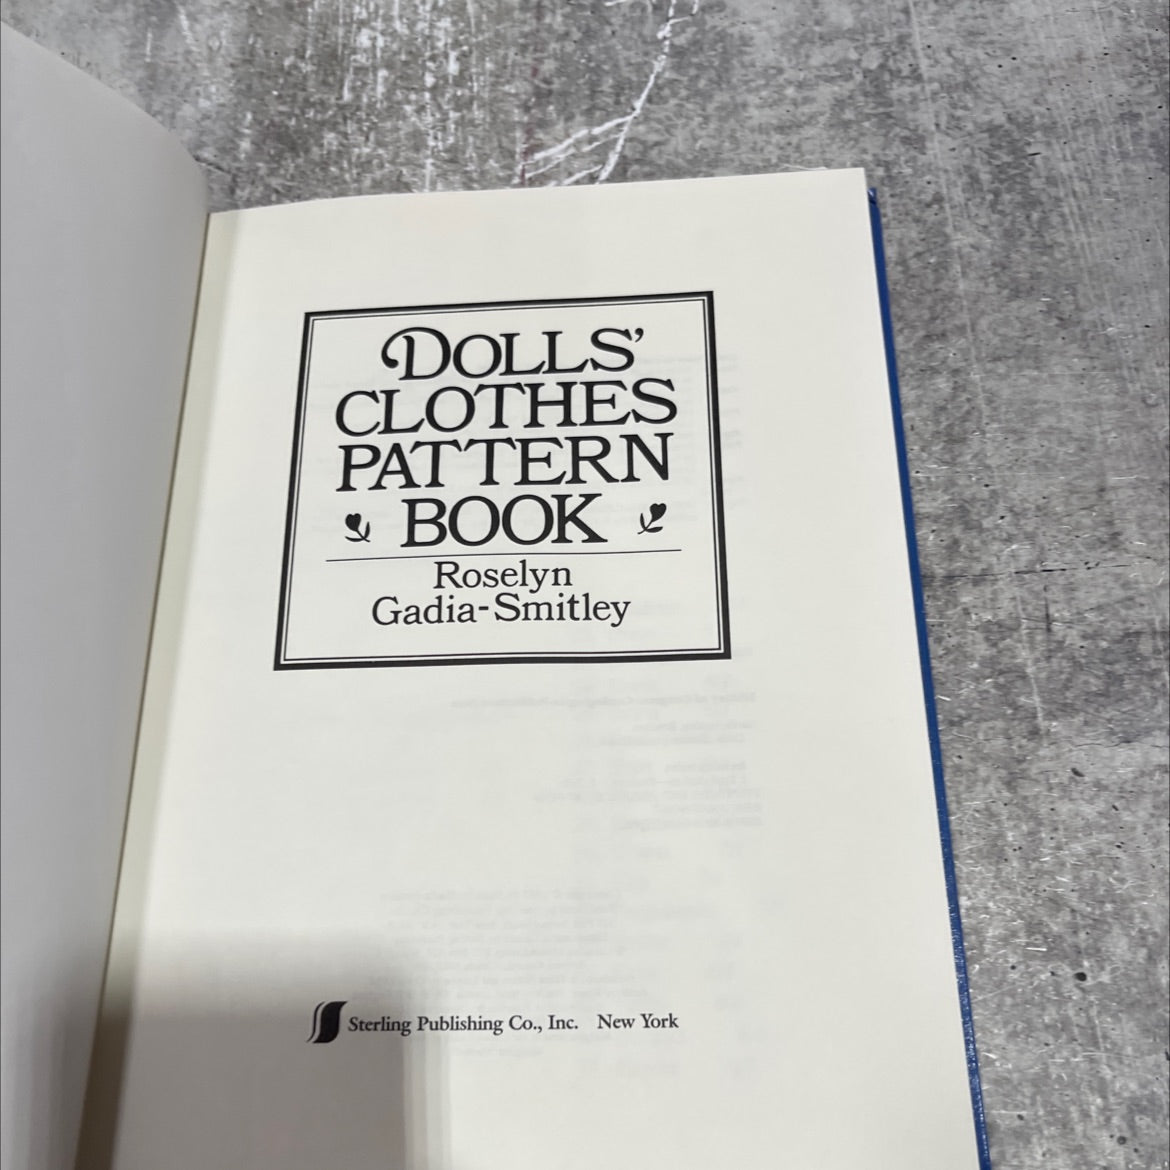 DOLLS'
CLOTHES
PATTERN
BOOK
Roselyn
Gadia-Smitley
Sterling Publishing Co., Inc. New York